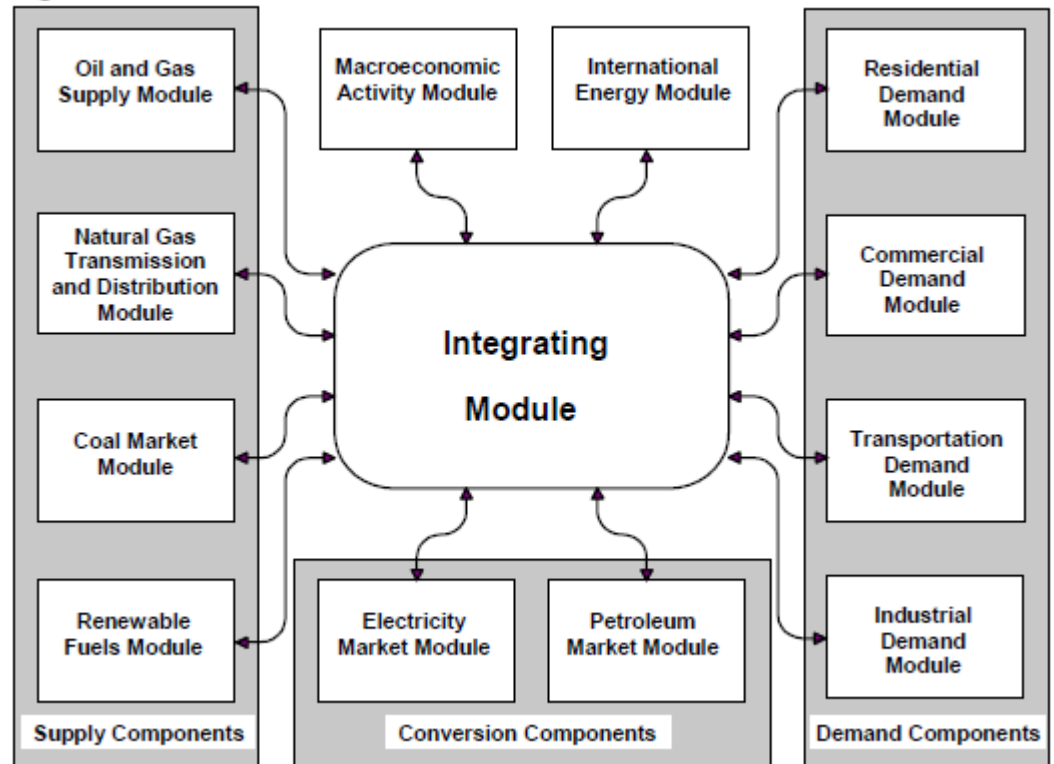 Oil and Gas
Supply Module
Macroeconomic
Activity Module
International
Energy Module
Residential
Demand
Module
Natural Gas
Transmission
and Distribution
Module
Commercial
Demand
Module
Integrating
Module
Coal Market
Module
Transportation
Demand
Module
Renewable
Fuels Module
Electricity
Market Module
Petroleum
Market Module
Industrial
Demand
Module
Supply Components
Conversion Components
Demand Components